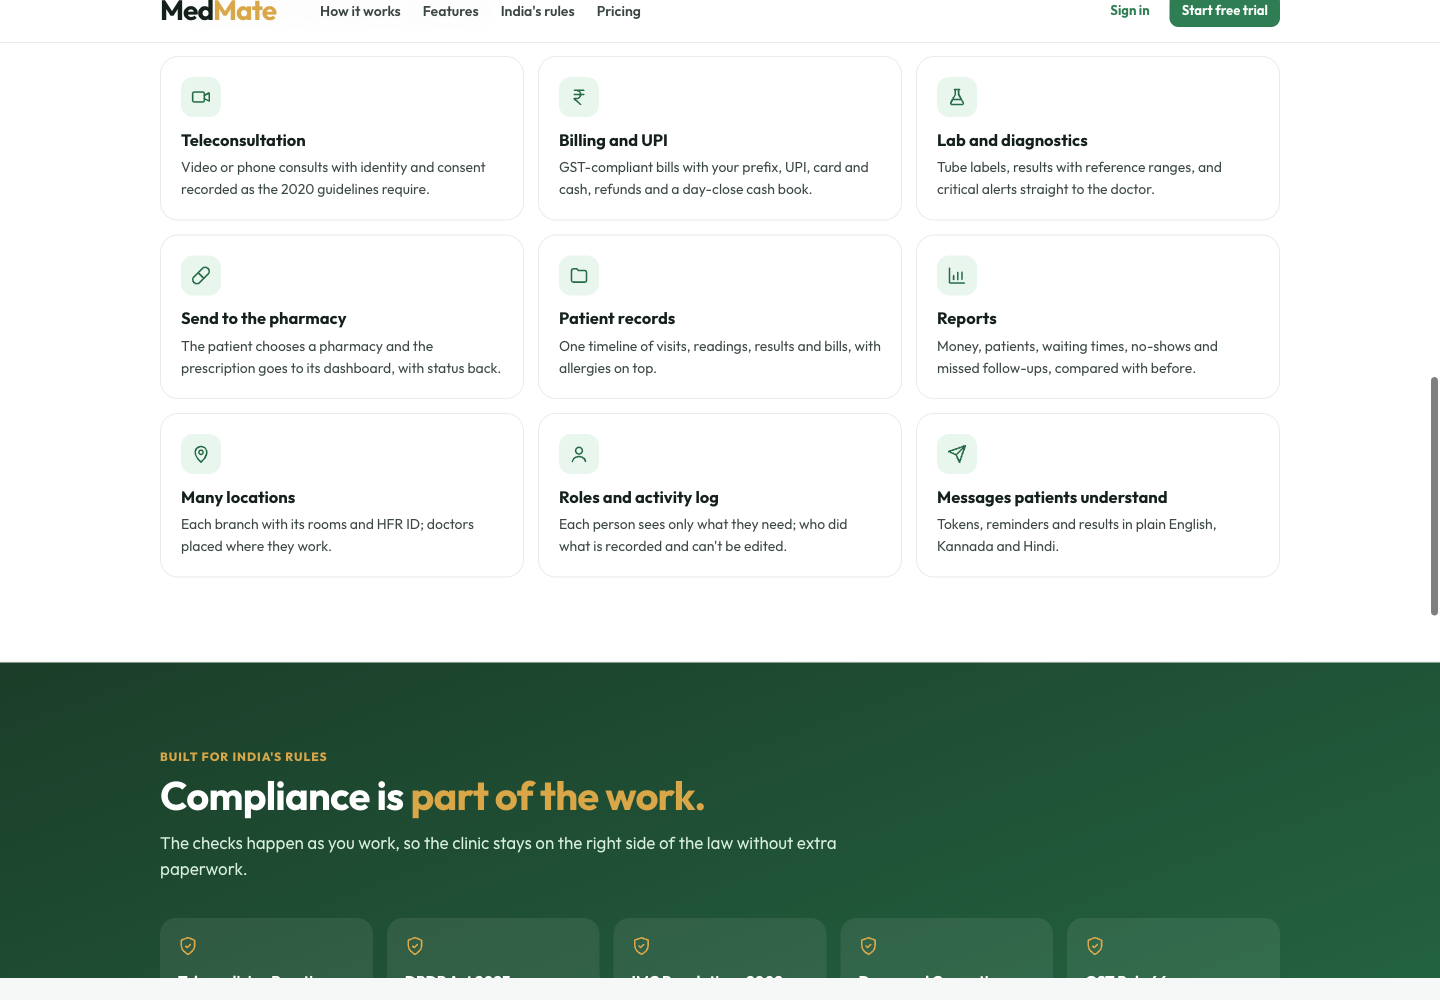 MedMate
How it works
Features
India's rules
Pricing
Sign in
Start free trial
Teleconsultation
Video or phone consults with identity and consent
recorded as the 2020 guidelines require.
Billing and UPI
GST-compliant bills with your prefix, UPI, card and
cash, refunds and a day-close cash book.
Lab and diagnostics
Tube labels, results with reference ranges, and
critical alerts straight to the doctor.
Send to the pharmacy
The patient chooses a pharmacy and the
prescription goes to its dashboard, with status back.
Patient records
One timeline of visits, readings, results and bills, with
allergies on top.
Reports
Money, patients, waiting times, no-shows and
missed follow-ups, compared with before.
Many locations
Each branch with its rooms and HFR ID; doctors
placed where they work.
Roles and activity log
Each person sees only what they need; who did
what is recorded and can't be edited.
Messages patients understand
Tokens, reminders and results in plain English,
Kannada and Hindi.
BUILT FOR INDIA'S RULES
Compliance is part of the work.
The checks happen as you work, so the clinic stays on the right side of the law without extra
paperwork.